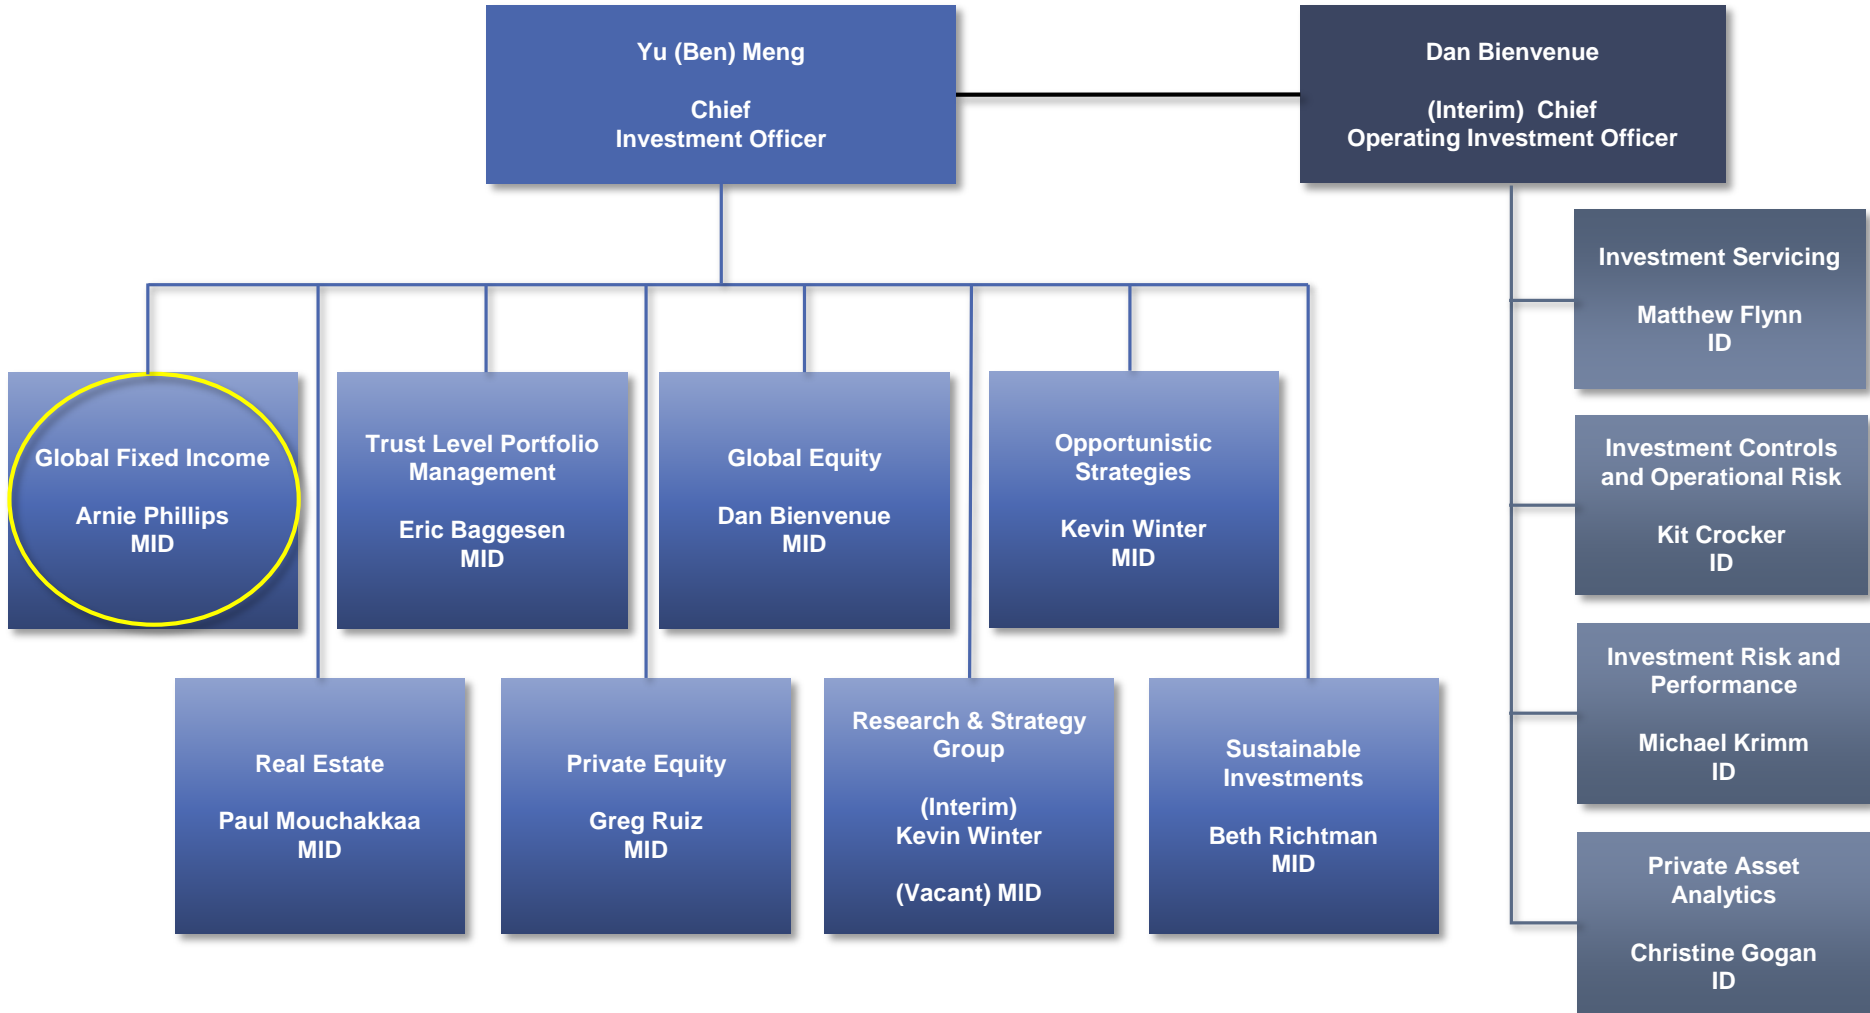 Yu (Ben) Meng
Chief
Investment Officer
Dan Bienvenue
(Interim) Chief
Operating Investment Officer
Global Fixed Income
Arnie Phillips
MID
Trust Level Portfolio
Management
Eric Baggesen
MID
Global Equity
Dan Bienvenue
MID
Opportunistic
Strategies
Kevin Winter
MID
Real Estate
Paul Mouchakkaa
MID
Private Equity
Greg Ruiz
MID
Research & Strategy
Group
(Interim)
Kevin Winter
(Vacant) MID
Sustainable
Investments
Beth Richtman
MID
Investment Servicing
Matthew Flynn
ID
Investment Controls
and Operational Risk
Kit Crocker
ID
Investment Risk and
Performance
Michael Krimm
ID
Private Asset
Analytics
Christine Gogan
ID